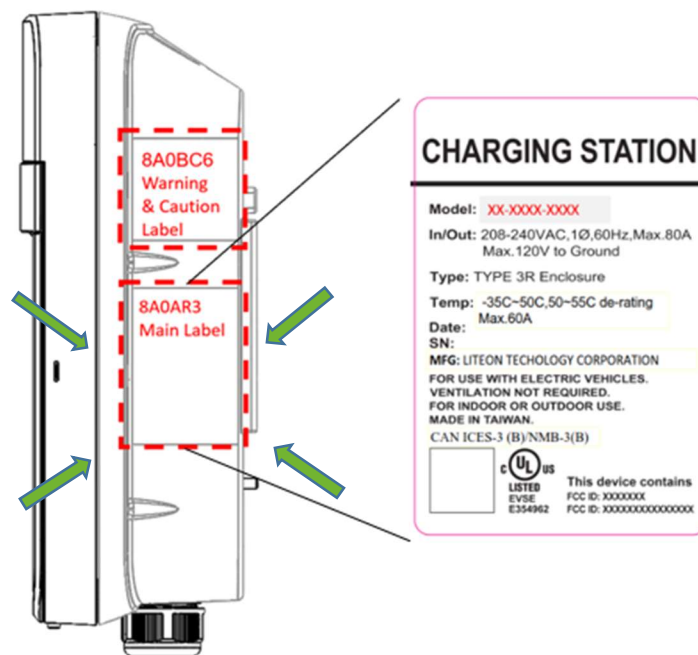 8A0BC6
Warning
& Caution
Label
8A0AR3
Main Label
CHARGING STATION
Model: XX-XXXX-XXXX
In/Out: 208-240VAC,1Ø,60Hz,Max.80A
Max.120V to Ground
Type: TYPE 3R Enclosure
Temp: -35C~50C,50~55C de-rating
Max.60A
Date:
SN:
MFG: LITEON TECHOLOGY CORPORATION
FOR USE WITH ELECTRIC VEHICLES.
VENTILATION NOT REQUIRED.
FOR INDOOR OR OUTDOOR USE.
MADE IN TAIWAN.
CAN ICES-3 (B)/NMB-3(B)
C UL US
LISTED
EVSE
E354962
This device contains
FCC ID: XXXXXXX
FCC ID: XXXXXXXXXXXXXXX